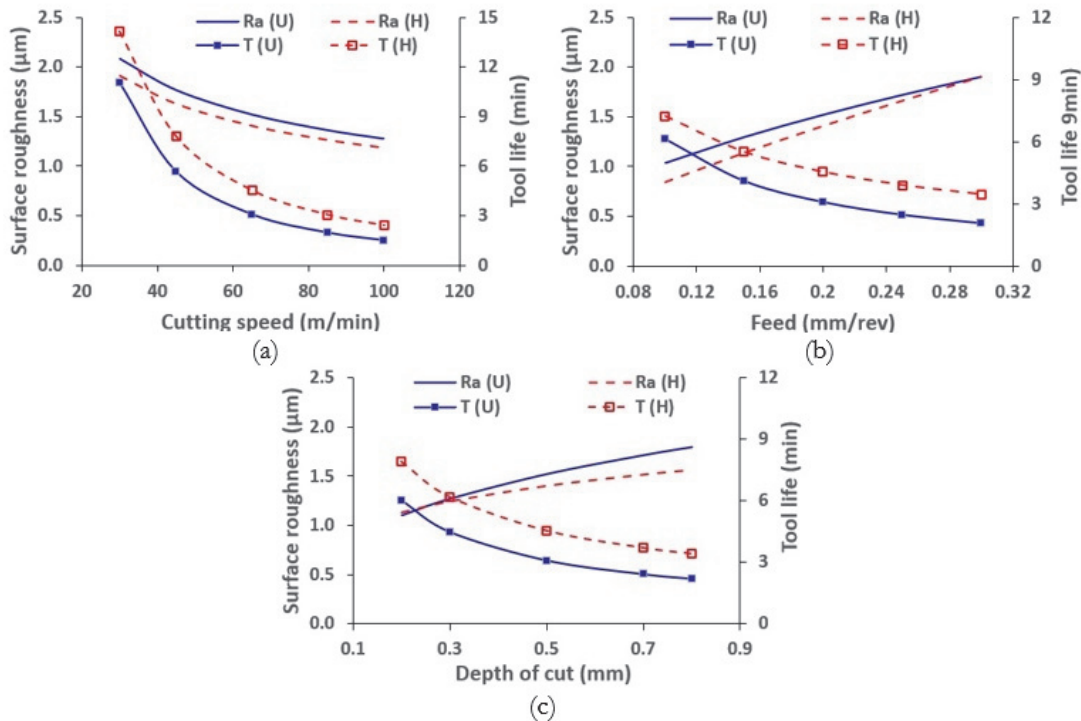 Ra (U) Ra (H)
T (U) T (H)
Surface roughness (µm)
2.5
2.0
1.5
1.0
0.5
0.0
15
12
9
6
3
0
Tool life (min)
20 40 60 80 100 120
Cutting speed (m/min)
(a)
Ra (U) Ra (H)
T (U) T (H)
Surface roughness (µm)
2.5
2.0
1.5
1.0
0.5
0.0
12
9
6
3
0
Tool life 9min)
0.08 0.12 0.16 0.2 0.24 0.28 0.32
Feed (mm/rev)
(b)
Ra (U) Ra (H)
T (U) T (H)
Surface roughness (µm)
2.5
2.0
1.5
1.0
0.5
0.0
12
9
6
3
0
Tool life (min)
0.1 0.3 0.5 0.7 0.9
Depth of cut (mm)
(c)